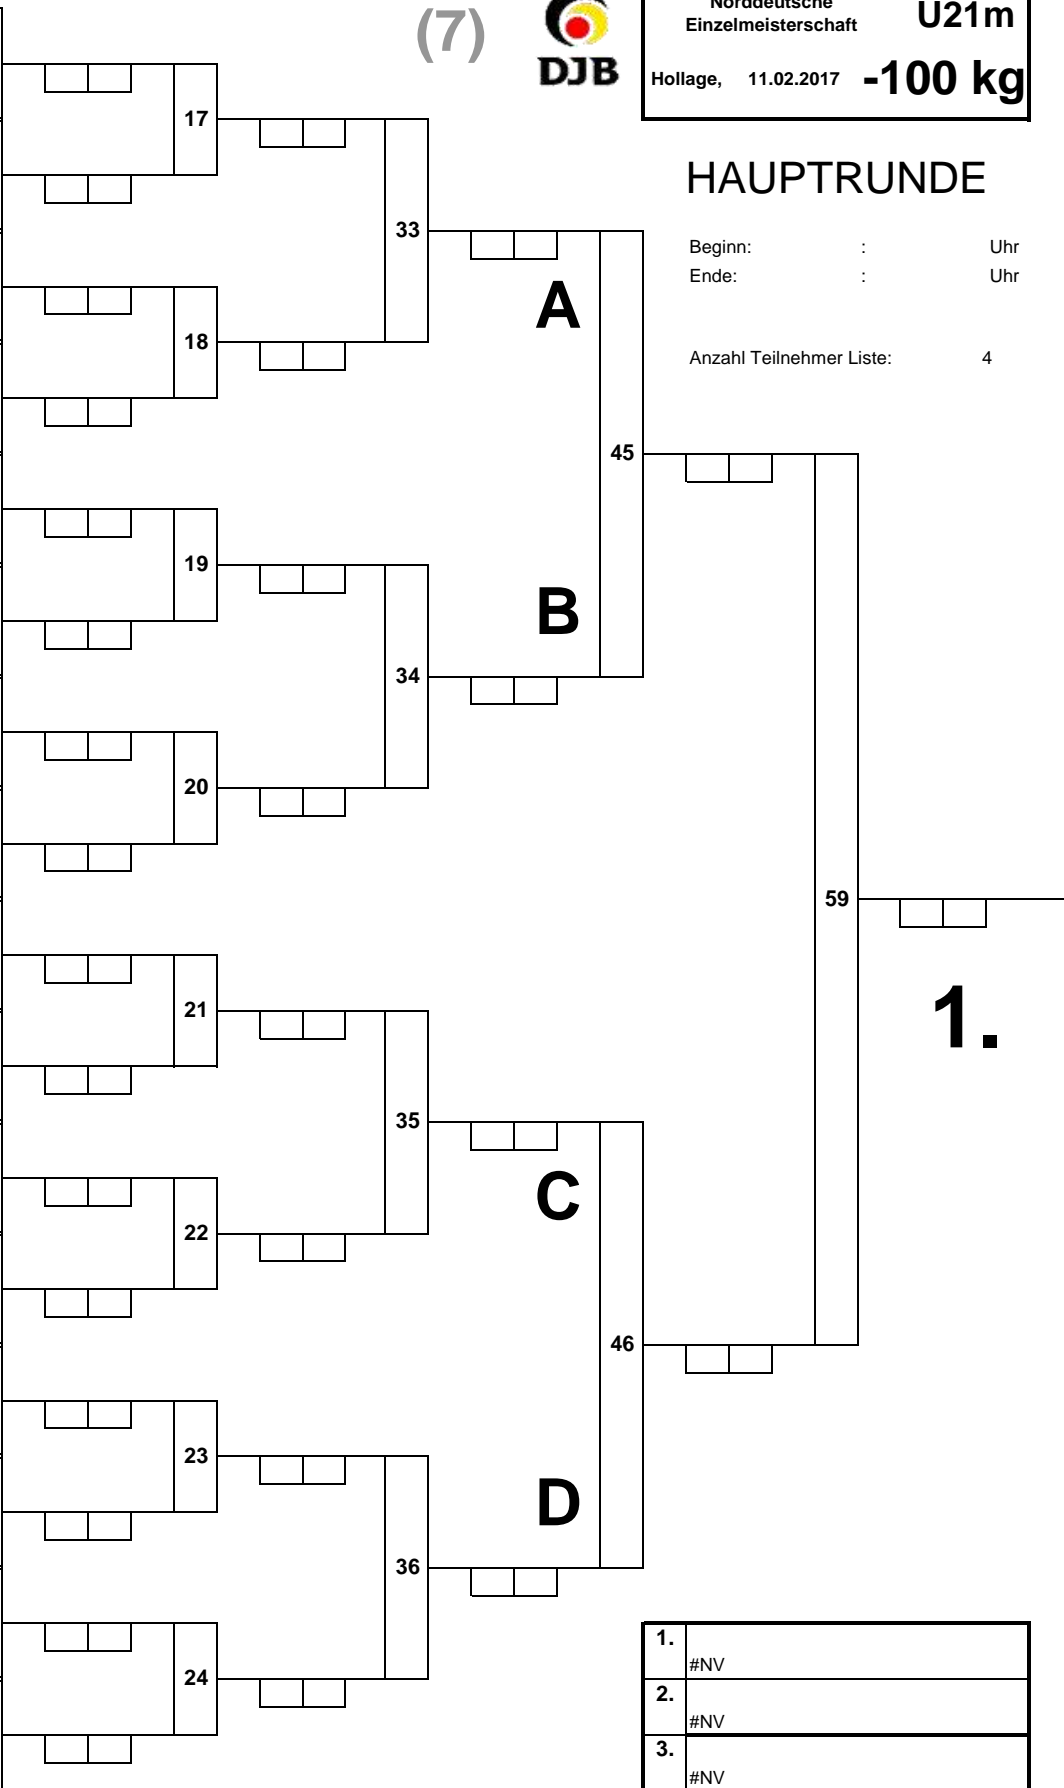 (7)
DJB
Norddeutsche
Einzelmeisterschaft
U21m
Hollage, 11.02.2017 -100 kg
HAUPTRUNDE
Beginn: : Uhr
Ende: : Uhr
Anzahl Teilnehmer Liste: 4
17
33
A
18
45
19
B
34
20
59
1.
21
35
C
22
46
23
D
36
24
1.
#NV
2.
#NV
3.
#NV